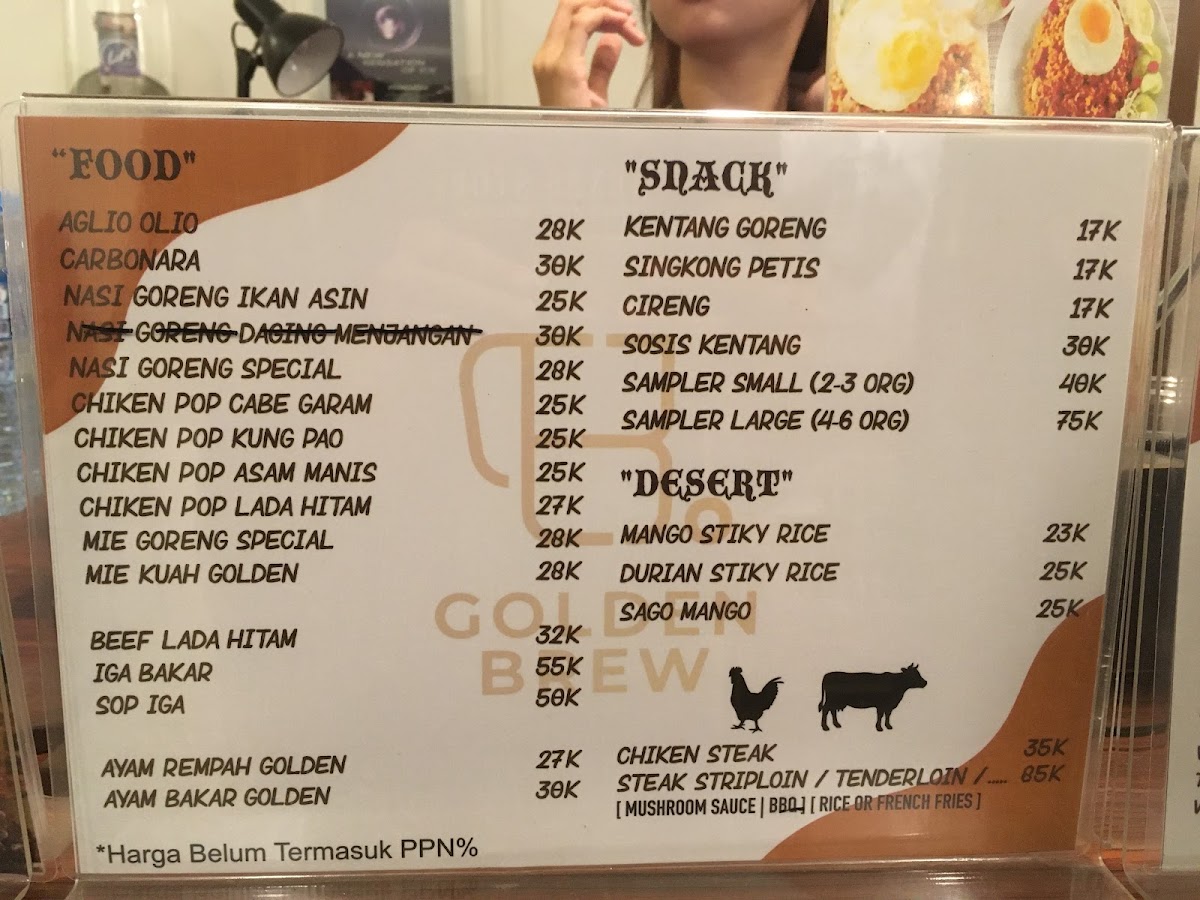 "FOOD"
AGLIO OLIO 28K
CARBONARA 30K
NASI GORENG IKAN ASIN 25K
NASI GORENG DAGING MENJANGAN 30K
NASI GORENG SPECIAL 28K
CHIKEN POP CABE GARAM 25K
CHIKEN POP KUNG PAO 25K
CHIKEN POP ASAM MANIS 25K
CHIKEN POP LADA HITAM 27K
MIE GORENG SPECIAL 28K
MIE KUAH GOLDEN 28K
BEEF LADA HITAM 32K
IGA BAKAR 55K
SOP IGA 50K
AYAM REMPAH GOLDEN 27K
AYAM BAKAR GOLDEN 30K
*Harga Belum Termasuk PPN%
"SNACK"
KENTANG GORENG 17K
SINGKONG PETIS 17K
CIRENG 17K
SOSIS KENTANG 30K
SAMPLER SMALL (2-3 ORG) 40K
SAMPLER LARGE (4-6 ORG) 75K
"DESERT"
MANGO STIKY RICE 23K
DURIAN STIKY RICE 25K
SAGO MANGO 25K
CHIKEN STEAK 35K
STEAK STRIPLOIN / TENDERLOIN /..... 85K
[ MUSHROOM SAUCE | BBQ ] [ RICE OR FRENCH FRIES ]
GOLDEN
BREW